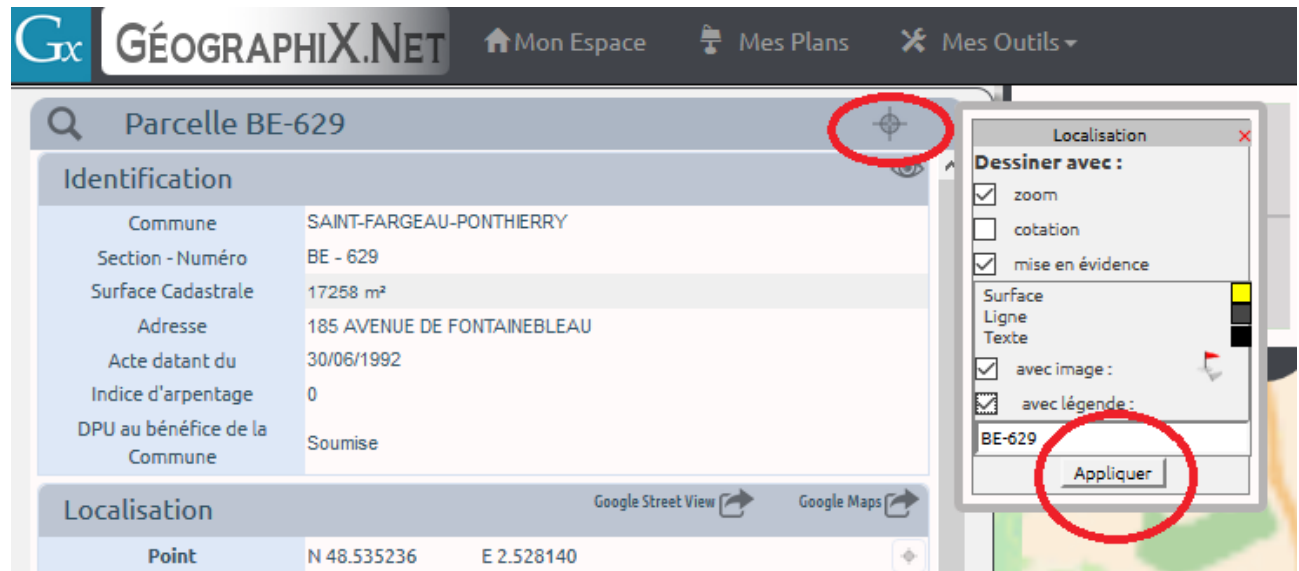 Gx GÉOGRAPHIX.NET Mon Espace Mes Plans Mes Outils
Parcelle BE-629
Identification
Commune SAINT-FARGEAU-PONTHIERRY
Section - Numéro BE - 629
Surface Cadastrale 17258 m²
Adresse 185 AVENUE DE FONTAINEBLEAU
Acte datant du 30/06/1992
Indice d'arpentage 0
DPU au bénéfice de la
Commune Soumise
Localisation Google Street View Google Maps
Point N 48.535236 E 2.528140
Localisation x
Dessiner avec :
zoom
cotation
mise en évidence
Surface
Ligne
Texte
avec image :
avec légende :
BE-629
Appliquer